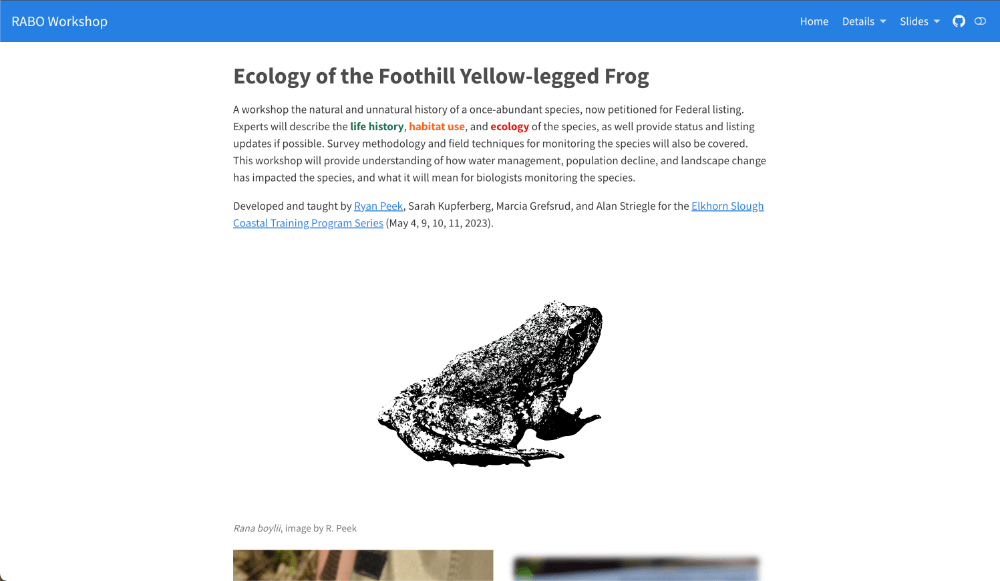 RABO Workshop
Home Details Slides
Ecology of the Foothill Yellow-legged Frog
A workshop the natural and unnatural history of a once-abundant species, now petitioned for Federal listing.
Experts will describe the life history, habitat use, and ecology of the species, as well provide status and listing
updates if possible. Survey methodology and field techniques for monitoring the species will also be covered.
This workshop will provide understanding of how water management, population decline, and landscape change
has impacted the species, and what it will mean for biologists monitoring the species.
Developed and taught by Ryan Peek, Sarah Kupferberg, Marcia Grefsrud, and Alan Striegle for the Elkhorn Slough
Coastal Training Program Series (May 4, 9, 10, 11, 2023).
Rana boylii, image by R. Peek